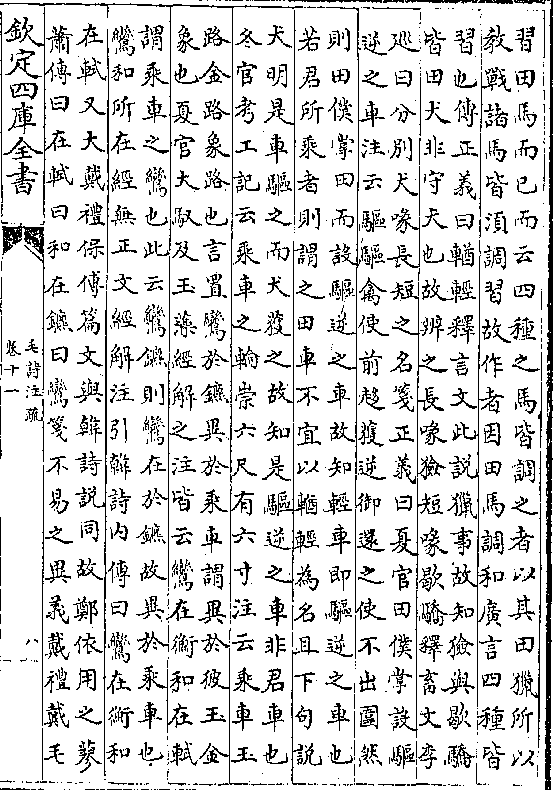 習田馬而已而云四種之馬皆調之者以其田獵所以
教戰諸馬皆須調習故作者因田馬調和廣言四種皆
習也傳正義曰輶輕釋言文此説獵事故知獫與歇驕
皆田犬非守犬也故辨之長喙獫短喙歇驕釋畜文李
廵曰分別犬喙長短之名箋正義曰夏官田僕掌設驅
逆之車注云驅驅禽使前趨獲逆御還之使不出圍然
則田僕掌田而設驅逆之車故知輕車即驅逆之車也
若君所乗者則謂之田車不宜以輶輕為名且下句説
犬明是車驅之而犬獲之故知是驅逆之車非君車也
冬官考工記云乗車之輪崇六尺有六寸注云乗車玉
路金路象路也言置鸞於鑣異於乗車謂異於彼玉金
象也夏官大馭及玉藻經解之注皆云鸞在衡和在軾
謂乗車之鸞也此云鸞鑣則鸞在於鑣故異於乗車也
鸞和所在經無正文經解注引韓詩内傳曰鸞在衡和
在軾又大戴禮保傅篇文與韓詩説同故鄭依用之蓼
蕭傳曰在軾曰和在鑣曰鸞箋不易之異義戴禮戴毛
欽定四庫全書
毛詩注疏
卷十一
八